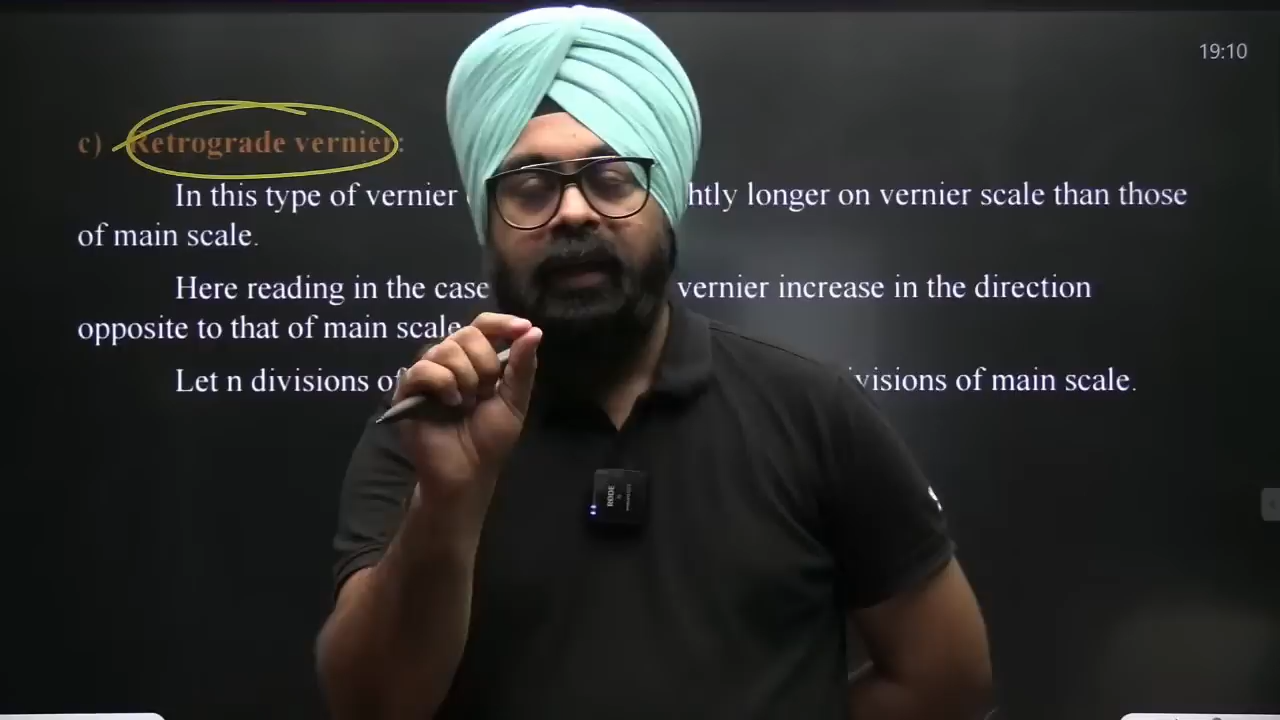 19:10
c) Retrograde vernier:
In this type of vernier longer on vernier scale than those
of main scale.
Here reading in the case vernier increase in the direction
opposite to that of main scale
Let n divisions of divisions of main scale.
RØDE